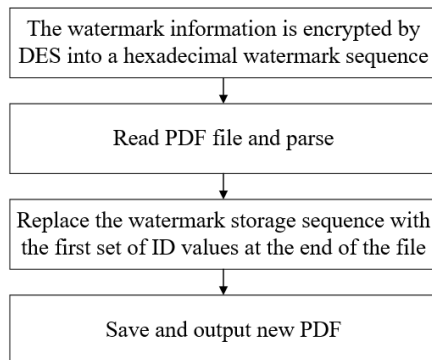 The watermark information is encrypted by
DES into a hexadecimal watermark sequence
Read PDF file and parse
Replace the watermark storage sequence with
the first set of ID values at the end of the file
Save and output new PDF